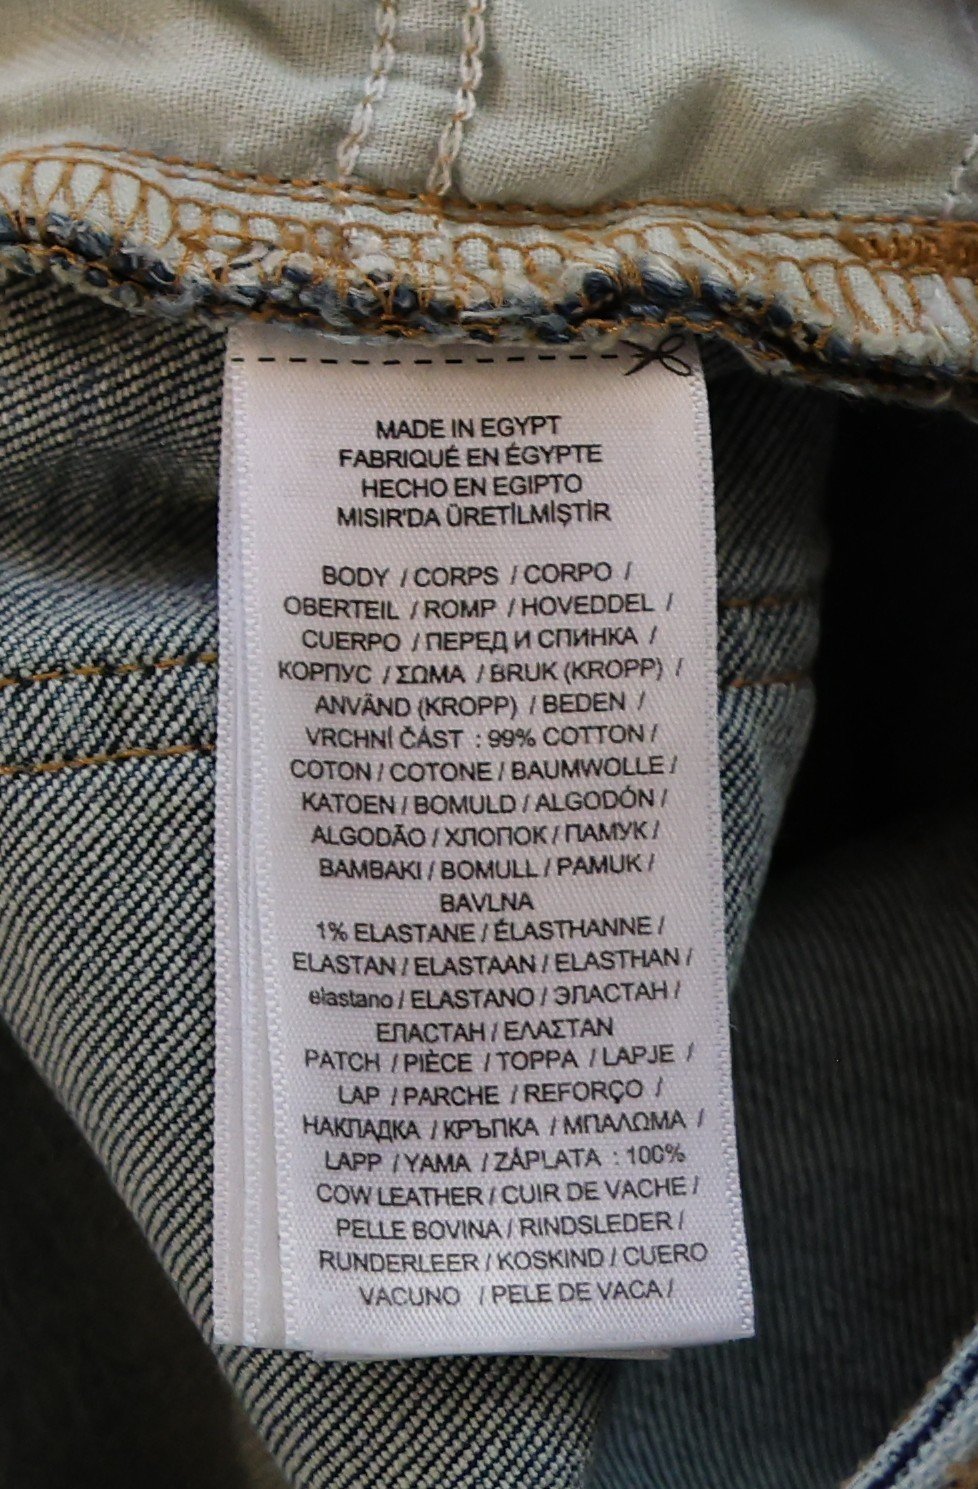 MADE IN EGYPT
FABRIQUÉ EN ÉGYPTE
HECHO EN EGIPTO
MISIR'DA ÜRETİLMİŞTİR
BODY / CORPS / CORPO /
OBERTEIL / ROMP / HOVEDDEL /
CUERPO / ПЕРЕД И СПИНКА /
КОРПУС / ΣΩΜΑ / BRUK (KROPP) /
ANVÄND (KROPP) / BEDEN /
VRCHNÍ ČÁST : 99% COTTON /
COTON / COTONE / BAUMWOLLE /
KATOEN / BOMULD / ALGODÓN /
ALGODÃO / ХЛОПОК / ПАМУК /
BAMBAKI / BOMULL / PAMUK /
BAVLNA
1% ELASTANE / ÉLASTHANNE /
ELASTAN / ELASTAAN / ELASTHAN /
elastano / ELASTANO / ЭЛАСТАН /
ЕЛАСТАН / ΕΛΑΣΤΑΝ
PATCH / PIÈCE / TOPPA / LAPJE /
LAP / PARCHE / REFORÇO /
НАКЛАДКА / КРЪПКА / ΜΠΑΛΩΜΑ /
LAPP / YAMA / ZÁPLATA : 100%
COW LEATHER / CUIR DE VACHE /
PELLE BOVINA / RINDSLEDER /
RUNDERLEER / KOSKIND / CUERO
VACUNO / PELE DE VACA /